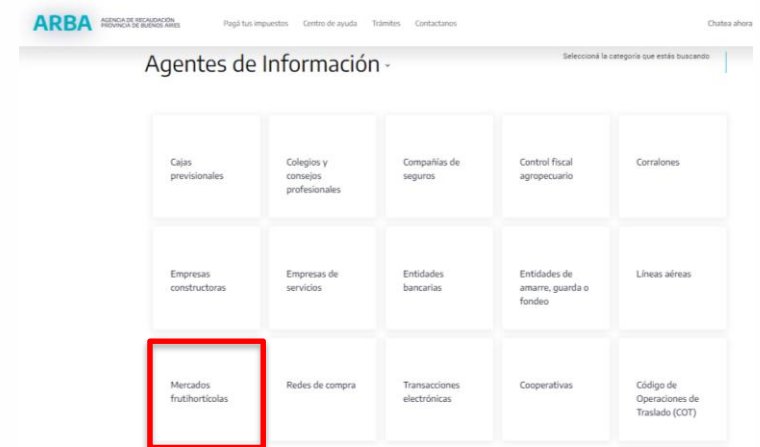 ARBA AGENCIA DE RECAUDACIÓN
PROVINCIA DE BUENOS AIRES
Pagá tus impuestos Centro de ayuda Trámites Contactanos Chatea ahora
Agentes de Información
Seleccioná la categoría que estás buscando
Cajas
previsionales
Colegios y
consejos
profesionales
Compañías de
seguros
Control fiscal
agropecuario
Corralones
Empresas
constructoras
Empresas de
servicios
Entidades
bancarias
Entidades de
amarre, guarda o
fondeo
Líneas aéreas
Mercados
frutihortícolas
Redes de compra
Transacciones
electrónicas
Cooperativas
Código de
Operaciones de
Traslado (COT)